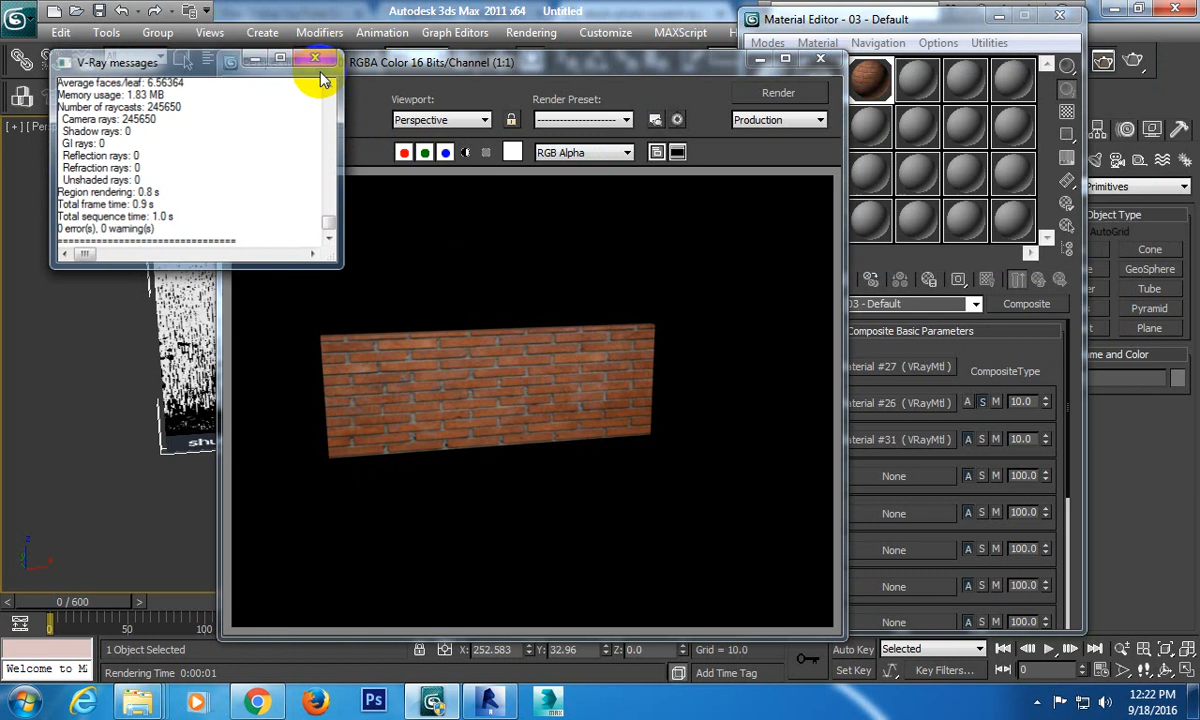 Autodesk 3ds Max 2011 x64 Untitled
Edit Tools Group Views Create Modifiers Animation Graph Editors Rendering Customize MAXScript
Material Editor - 03 - Default
Modes Material Navigation Options Utilities
V-Ray messages
RGBA Color 16 Bits/Channel (1:1)
Average faces/leaf: 6.56364
Memory usage: 1.83 MB
Number of raycasts: 245650
Camera rays: 245650
Shadow rays: 0
GI rays: 0
Reflection rays: 0
Refraction rays: 0
Unshaded rays: 0
Region rendering: 0.8 s
Total frame time: 0.9 s
Total sequence time: 1.0 s
0 error(s), 0 warning(s)
==============================
Viewport: Render Preset: Render
Perspective Production
RGB Alpha
Primitives
Object Type
AutoGrid
Cone
GeoSphere
Tube
Pyramid
Plane
ame and Color
03 - Default Composite
Composite Basic Parameters
aterial #27 ( VRayMtl ) CompositeType
aterial #26 ( VRayMtl ) A S M 10.0
aterial #31 ( VRayMtl ) A S M 10.0
None A S M 100.0
None A S M 100.0
None A S M 100.0
None A S M 100.0
None A S M 100.0
shu
z
x
[ + ] [ Pers
< 0 / 600 >
0 50 100
1 Object Selected X: 252.583 Y: 32.96 Z: 0.0 Grid = 10.0 Auto Key Selected
Welcome to M Rendering Time: 0:00:01 Add Time Tag Set Key Key Filters... 0
Ps
MAX
12:22 PM
9/18/2016